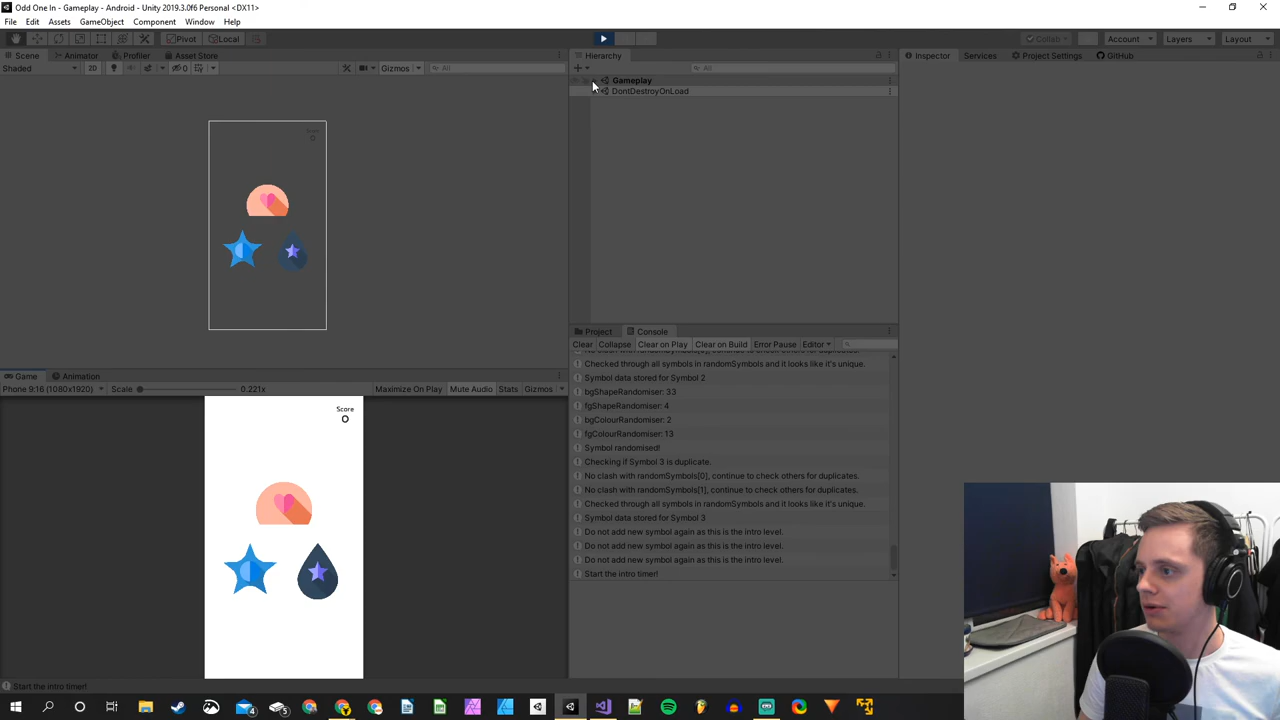 Odd One In - Gameplay - Android - Unity 2019.3.0f6 Personal <DX11>
File Edit Assets GameObject Component Window Help
Pivot Local Collab Account Layers Layout
Scene Animator Profiler Asset Store
Shaded 2D 0 Gizmos All
Score
0
Game Animation
Phone 9:16 (1080x1920) Scale 0.221x Maximize On Play Mute Audio Stats Gizmos
Score
0
Start the intro timer!
Hierarchy
All
Gameplay
DontDestroyOnLoad
Project Console
Clear Collapse Clear on Play Clear on Build Error Pause Editor
Checked through all symbols in randomSymbols and it looks like it's unique.
Symbol data stored for Symbol 2
bgShapeRandomiser: 33
fgShapeRandomiser: 4
bgColourRandomiser: 2
fgColourRandomiser: 13
Symbol randomised!
Checking if Symbol 3 is duplicate.
No clash with randomSymbols[0], continue to check others for duplicates.
No clash with randomSymbols[1], continue to check others for duplicates.
Checked through all symbols in randomSymbols and it looks like it's unique.
Symbol data stored for Symbol 3
Do not add new symbol again as this is the intro level.
Do not add new symbol again as this is the intro level.
Do not add new symbol again as this is the intro level.
Start the intro timer!
Inspector Services Project Settings GitHub